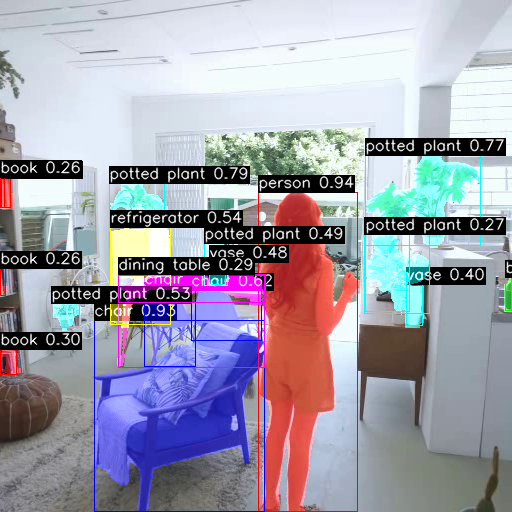 potted plant 0.77
book 0.26
potted plant 0.79
person 0.94
refrigerator 0.54
potted plant 0.27
potted plant 0.49
vase 0.48
book 0.26
dining table 0.29
vase 0.40
chair
chair 0.62
potted plant 0.53
chair 0.93
book 0.30